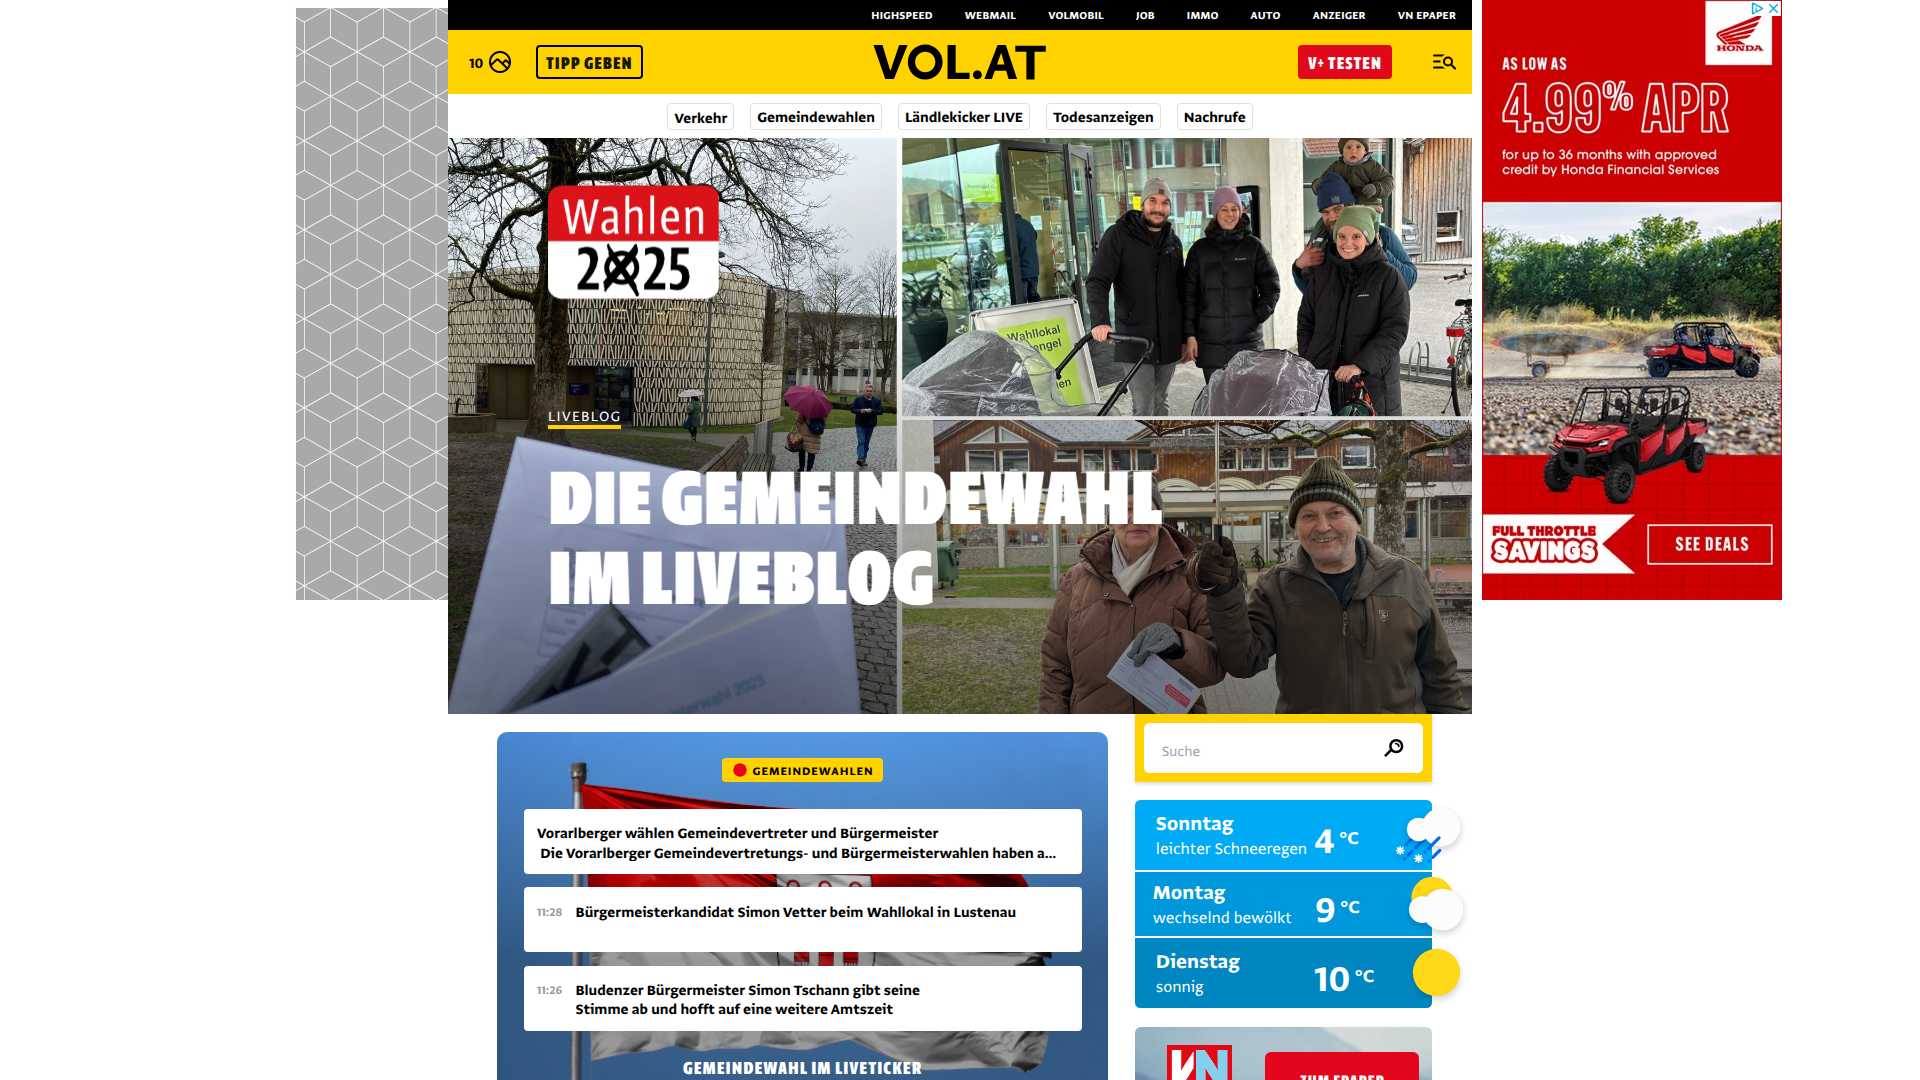 HIGHSPEED WEBMAIL VOLMOBIL JOB IMMO AUTO ANZEIGER VN EPAPER
10 TIPP GEBEN VOL.AT V+ TESTEN
Verkehr Gemeindewahlen Ländlekicker LIVE Todesanzeigen Nachrufe
Wahlen
2025
Wahllokal
LIVEBLOG
DIE GEMEINDEWAHL
IM LIVEBLOG
HONDA
AS LOW AS
4.99% APR
for up to 36 months with approved
credit by Honda Financial Services
FULL THROTTLE
SAVINGS
SEE DEALS
GEMEINDEWAHLEN
Vorarlberger wählen Gemeindevertreter und Bürgermeister
Die Vorarlberger Gemeindevertretungs- und Bürgermeisterwahlen haben a...
11:28 Bürgermeisterkandidat Simon Vetter beim Wahllokal in Lustenau
11:26 Bludenzer Bürgermeister Simon Tschann gibt seine
Stimme ab und hofft auf eine weitere Amtszeit
GEMEINDEWAHL IM LIVETICKER
Suche
Sonntag
leichter Schneeregen 4 °C
Montag
wechselnd bewölkt 9 °C
Dienstag
sonnig 10 °C
VN
ZUM EPAPER